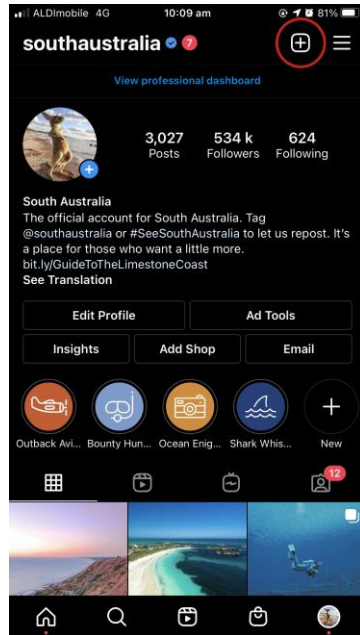 ALDImobile 4G 10:09 am 81%
southaustralia 7
View professional dashboard
3,027 534 k 624
Posts Followers Following
South Australia
The official account for South Australia. Tag
@southaustralia or #SeeSouthAustralia to let us repost. It's
a place for those who want a little more.
bit.ly/GuideToTheLimestoneCoast
See Translation
Edit Profile Ad Tools
Insights Add Shop Email
Outback Avi... Bounty Hun... Ocean Enig... Shark Whis... New
12